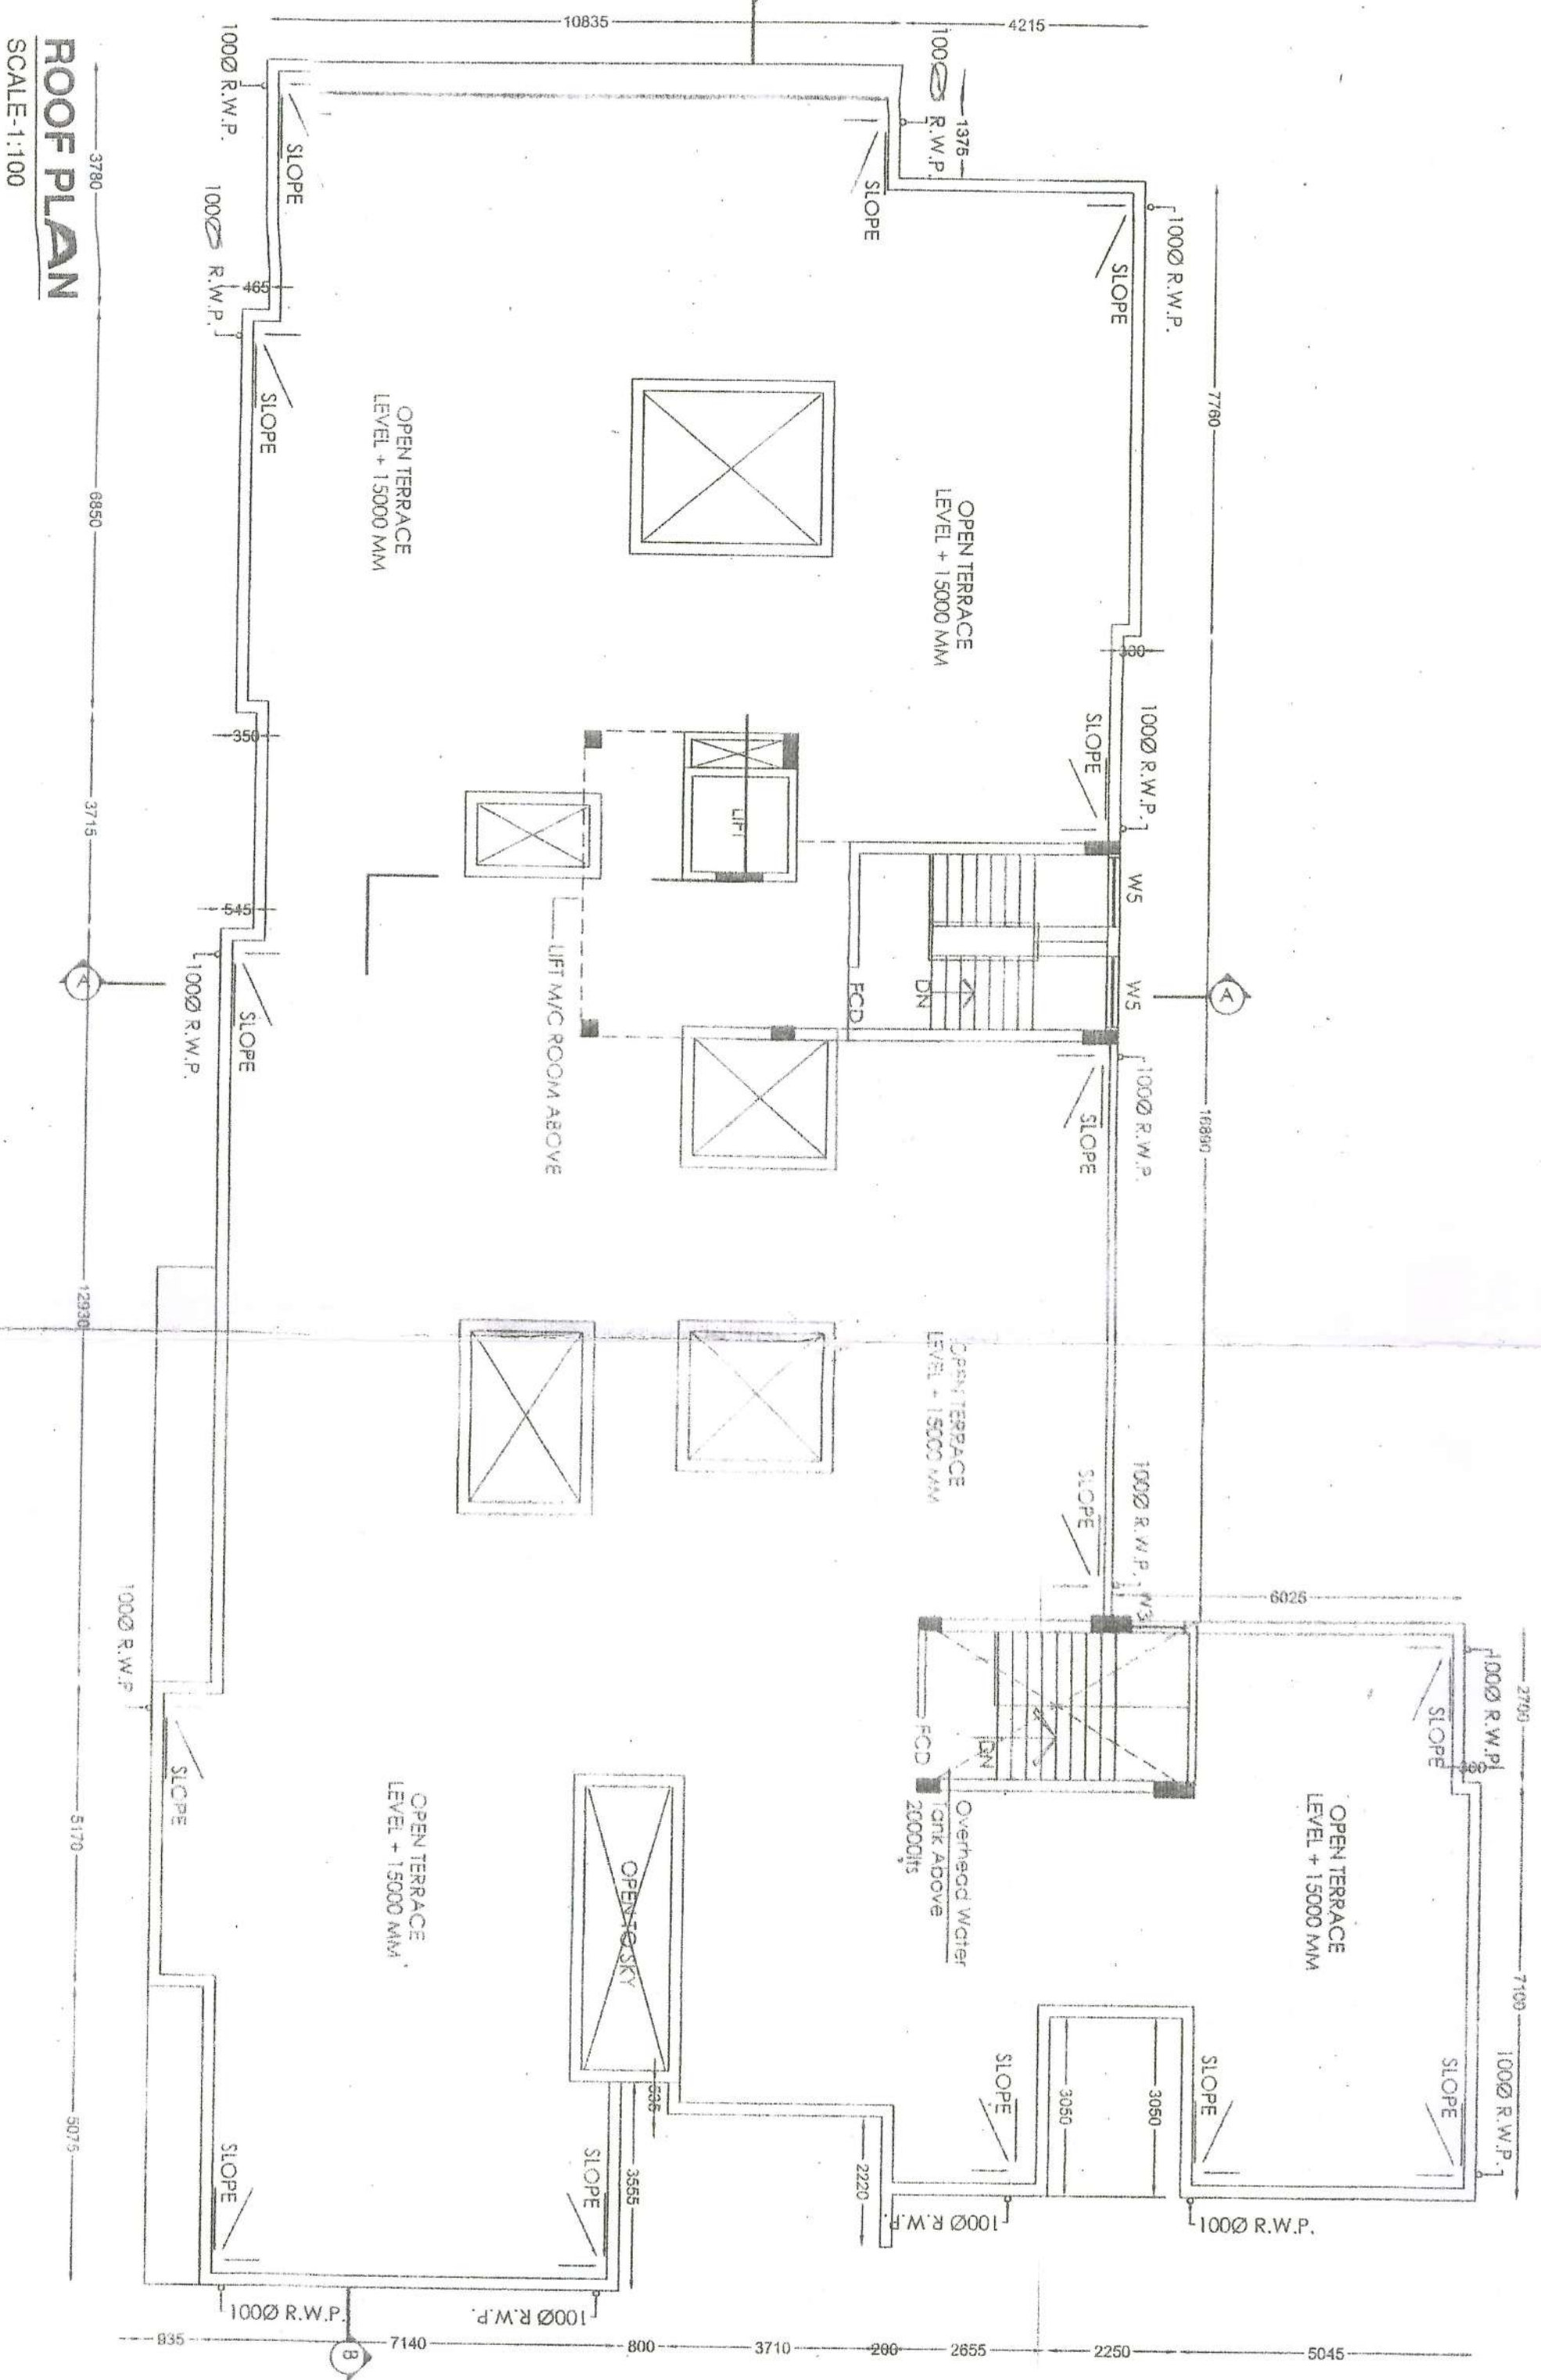 ROOF PLAN
SCALE-1:100
10835
4215
100Ø R.W.P.
100Ø R.W.P.
1375
SLOPE
SLOPE
100Ø R.W.P.
SLOPE
7760
3780
100Ø R.W.P.
465
SLOPE
6850
OPEN TERRACE
LEVEL + 15000 MM
OPEN TERRACE
LEVEL + 15000 MM
350
3715
545
A
100Ø R.W.P.
SLOPE
LIFT
LIFT M/C ROOM ABOVE
FCD
DN
W5
W5
A
SLOPE
100Ø R.W.P.
100Ø R.W.P.
SLOPE
16890
12930
OPEN TERRACE
LEVEL + 15000 MM
SLOPE
100Ø R.W.P.
W3
6025
100Ø R.W.P
SLOPE
5170
OPEN TERRACE
LEVEL + 15000 MM
OPEN TO SKY
FCD
DN
Overhead Water
Tank Above
20000lts
2700
100Ø R.W.P
SLOPE
OPEN TERRACE
LEVEL + 15000 MM
7100
100Ø R.W.P.
SLOPE
SLOPE
3050
3050
SLOPE
2220
3555
SLOPE
SLOPE
5075
100Ø R.W.P.
100Ø R.W.P.
100Ø R.W.P.
100Ø R.W.P.
B
935
7140
800
3710
200
2655
2250
5045